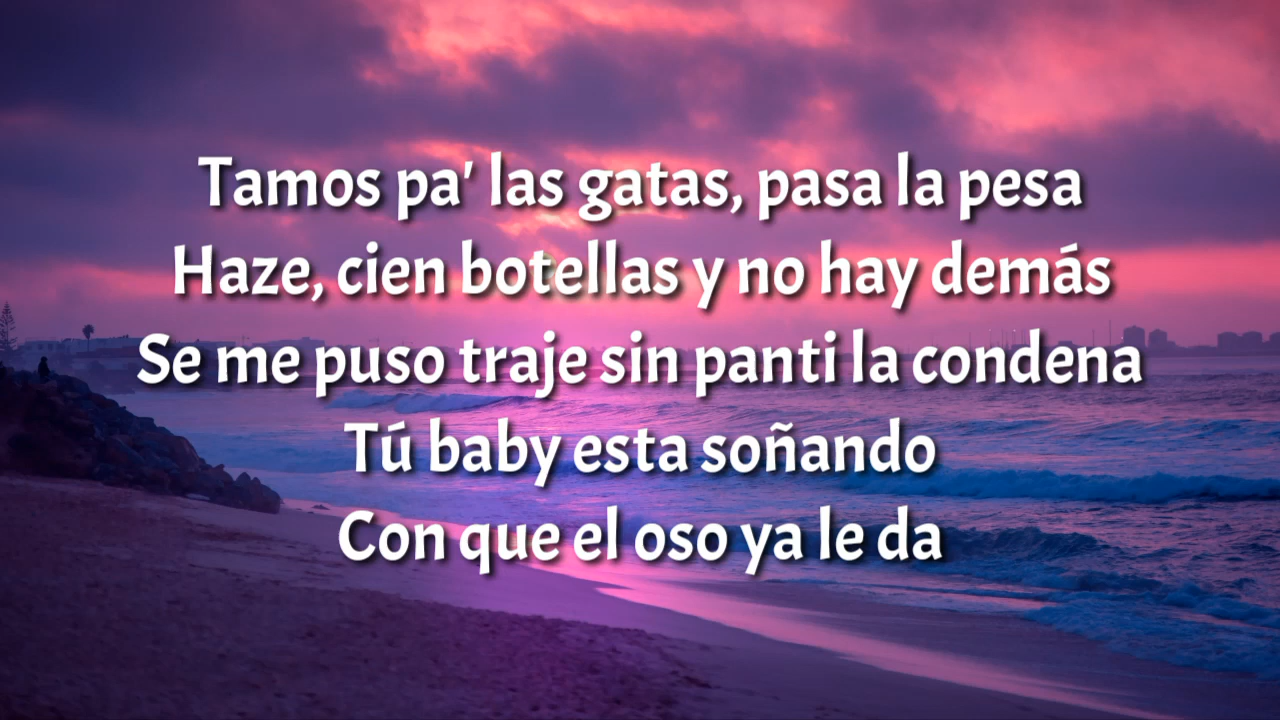 Tamos pa' las gatas, pasa la pesa
Haze, cien botellas y no hay demás
Se me puso traje sin panti la condena
Tú baby esta soñando
Con que el oso ya le da